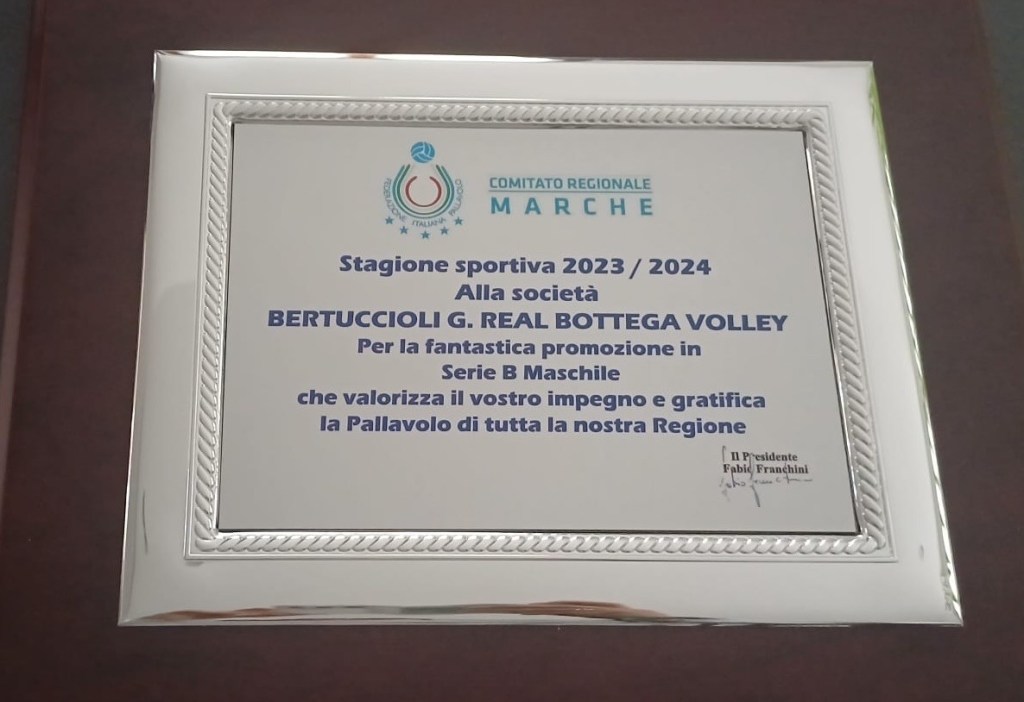 FEDERAZIONE ITALIANA PALLAVOLO
COMITATO REGIONALE
MARCHE
Stagione sportiva 2023 / 2024
Alla società
BERTUCCIOLI G. REAL BOTTEGA VOLLEY
Per la fantastica promozione in
Serie B Maschile
che valorizza il vostro impegno e gratifica
la Pallavolo di tutta la nostra Regione
Il Presidente
Fabio Franchini